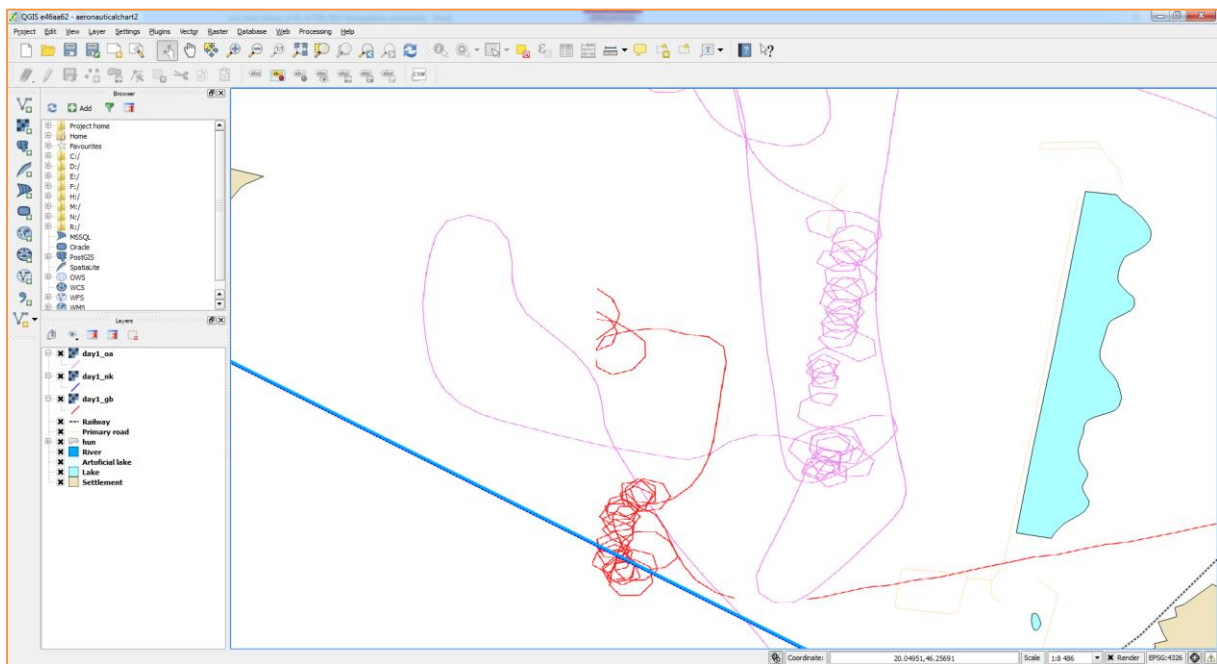 QGIS e46aa62 - aeronauticalchart2
Project Edit View Layer Settings Plugins Vector Raster Database Web Processing Help
CSW
Browser
Add
Project home
Home
Favourites
C:/
D:/
E:/
F:/
H:/
M:/
N:/
R:/
MSSQL
Oracle
PostGIS
SpatiaLite
OWS
WCS
WFS
WMS
Layers
day1_oa
day1_nk
day1_gb
Railway
Primary road
hun
River
Artoficial lake
Lake
Settlement
Coordinate: 20.04951,46.25691 Scale 1:8 486 Render EPSG:4326